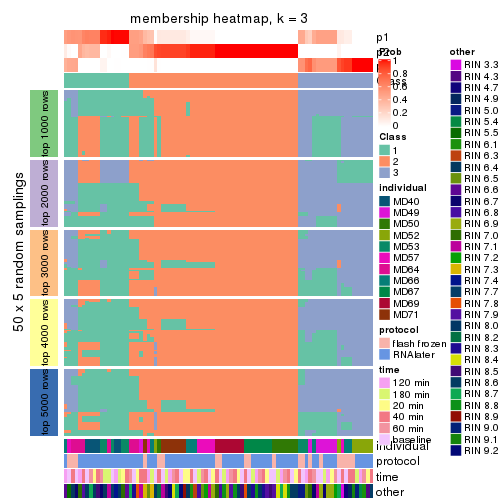 membership heatmap, k = 3
p1
p2
Class
50 x 5 random samplings
top 1000 rows
top 2000 rows
top 3000 rows
top 4000 rows
top 5000 rows
individual
protocol
time
other
Prob
1
0.8
0.6
0.4
0.2
0
Class
1
2
3
individual
MD40
MD49
MD50
MD52
MD53
MD57
MD64
MD66
MD67
MD69
MD71
protocol
flash frozen
RNAlater
time
120 min
180 min
20 min
40 min
60 min
baseline
other
RIN 3.3
RIN 4.3
RIN 4.7
RIN 4.9
RIN 5.0
RIN 5.4
RIN 5.5
RIN 6.1
RIN 6.3
RIN 6.4
RIN 6.5
RIN 6.6
RIN 6.7
RIN 6.8
RIN 6.9
RIN 7.0
RIN 7.1
RIN 7.2
RIN 7.3
RIN 7.4
RIN 7.7
RIN 7.8
RIN 7.9
RIN 8.0
RIN 8.2
RIN 8.3
RIN 8.4
RIN 8.5
RIN 8.6
RIN 8.7
RIN 8.8
RIN 8.9
RIN 9.0
RIN 9.1
RIN 9.2